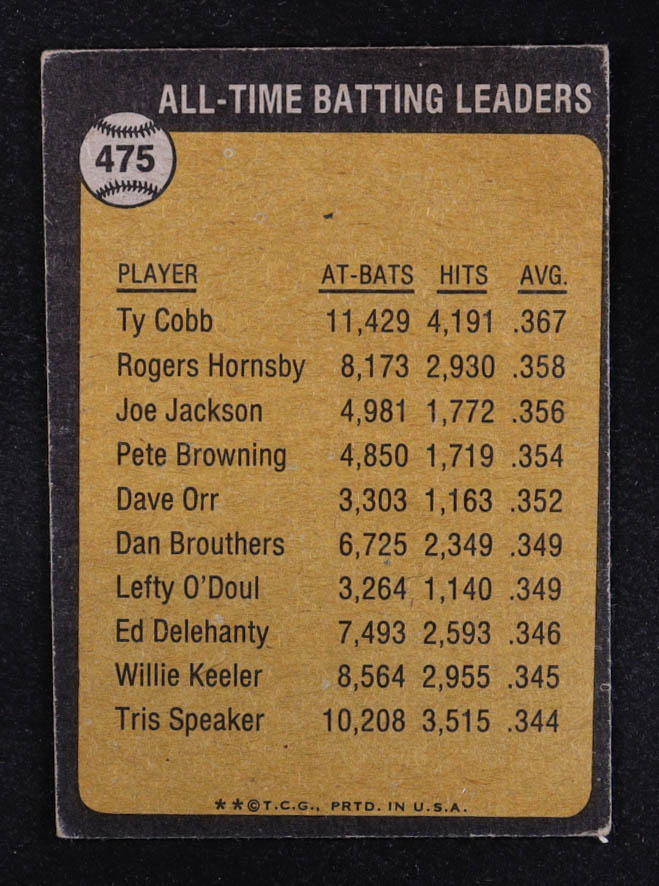 ALL-TIME BATTING LEADERS
475
PLAYER AT-BATS HITS AVG.
Ty Cobb 11,429 4,191 .367
Rogers Hornsby 8,173 2,930 .358
Joe Jackson 4,981 1,772 .356
Pete Browning 4,850 1,719 .354
Dave Orr 3,303 1,163 .352
Dan Brouthers 6,725 2,349 .349
Lefty O'Doul 3,264 1,140 .349
Ed Delehanty 7,493 2,593 .346
Willie Keeler 8,564 2,955 .345
Tris Speaker 10,208 3,515 .344
**©T.C.G., PRTD. IN U.S.A.